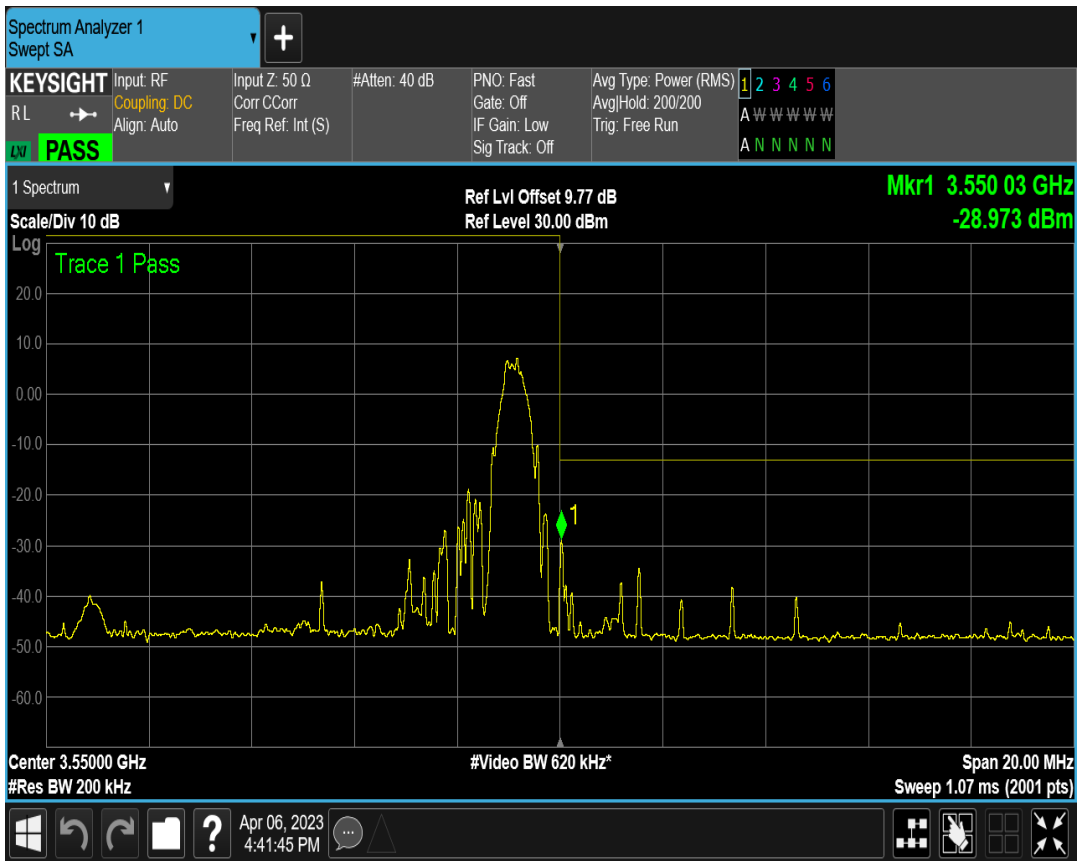 Spectrum Analyzer 1
Swept SA
+
KEYSIGHT
RL
LXI PASS
Input: RF
Coupling: DC
Align: Auto
Input Z: 50 Ω
Corr CCorr
Freq Ref: Int (S)
#Atten: 40 dB
PNO: Fast
Gate: Off
IF Gain: Low
Sig Track: Off
Avg Type: Power (RMS)
Avg|Hold: 200/200
Trig: Free Run
1 2 3 4 5 6
A W W W W W
A N N N N N
1 Spectrum
Scale/Div 10 dB
Ref Lvl Offset 9.77 dB
Ref Level 30.00 dBm
Mkr1 3.550 03 GHz
-28.973 dBm
Log
Trace 1 Pass
20.0
10.0
0.00
-10.0
-20.0
1
-30.0
-40.0
-50.0
-60.0
Center 3.55000 GHz
#Res BW 200 kHz
#Video BW 620 kHz*
Span 20.00 MHz
Sweep 1.07 ms (2001 pts)
?
Apr 06, 2023
4:41:45 PM
...